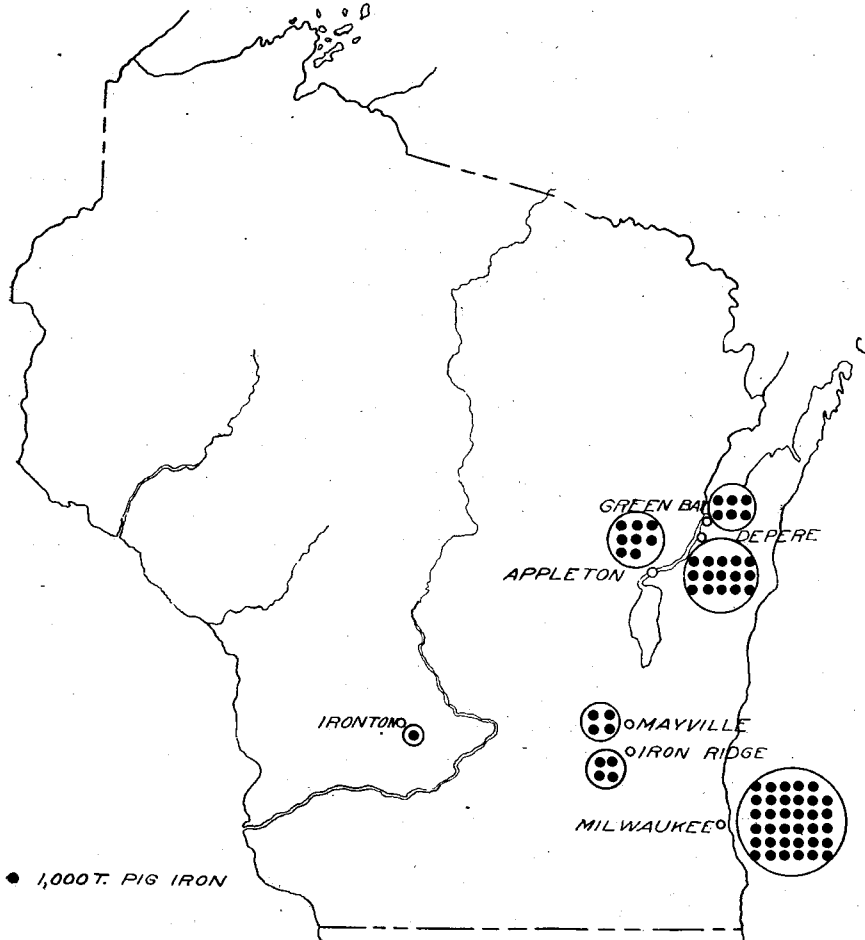 GREEN BAY
DEPERE
APPLETON
IRONTON
MAYVILLE
IRON RIDGE
MILWAUKEE
1,000 T. PIG IRON